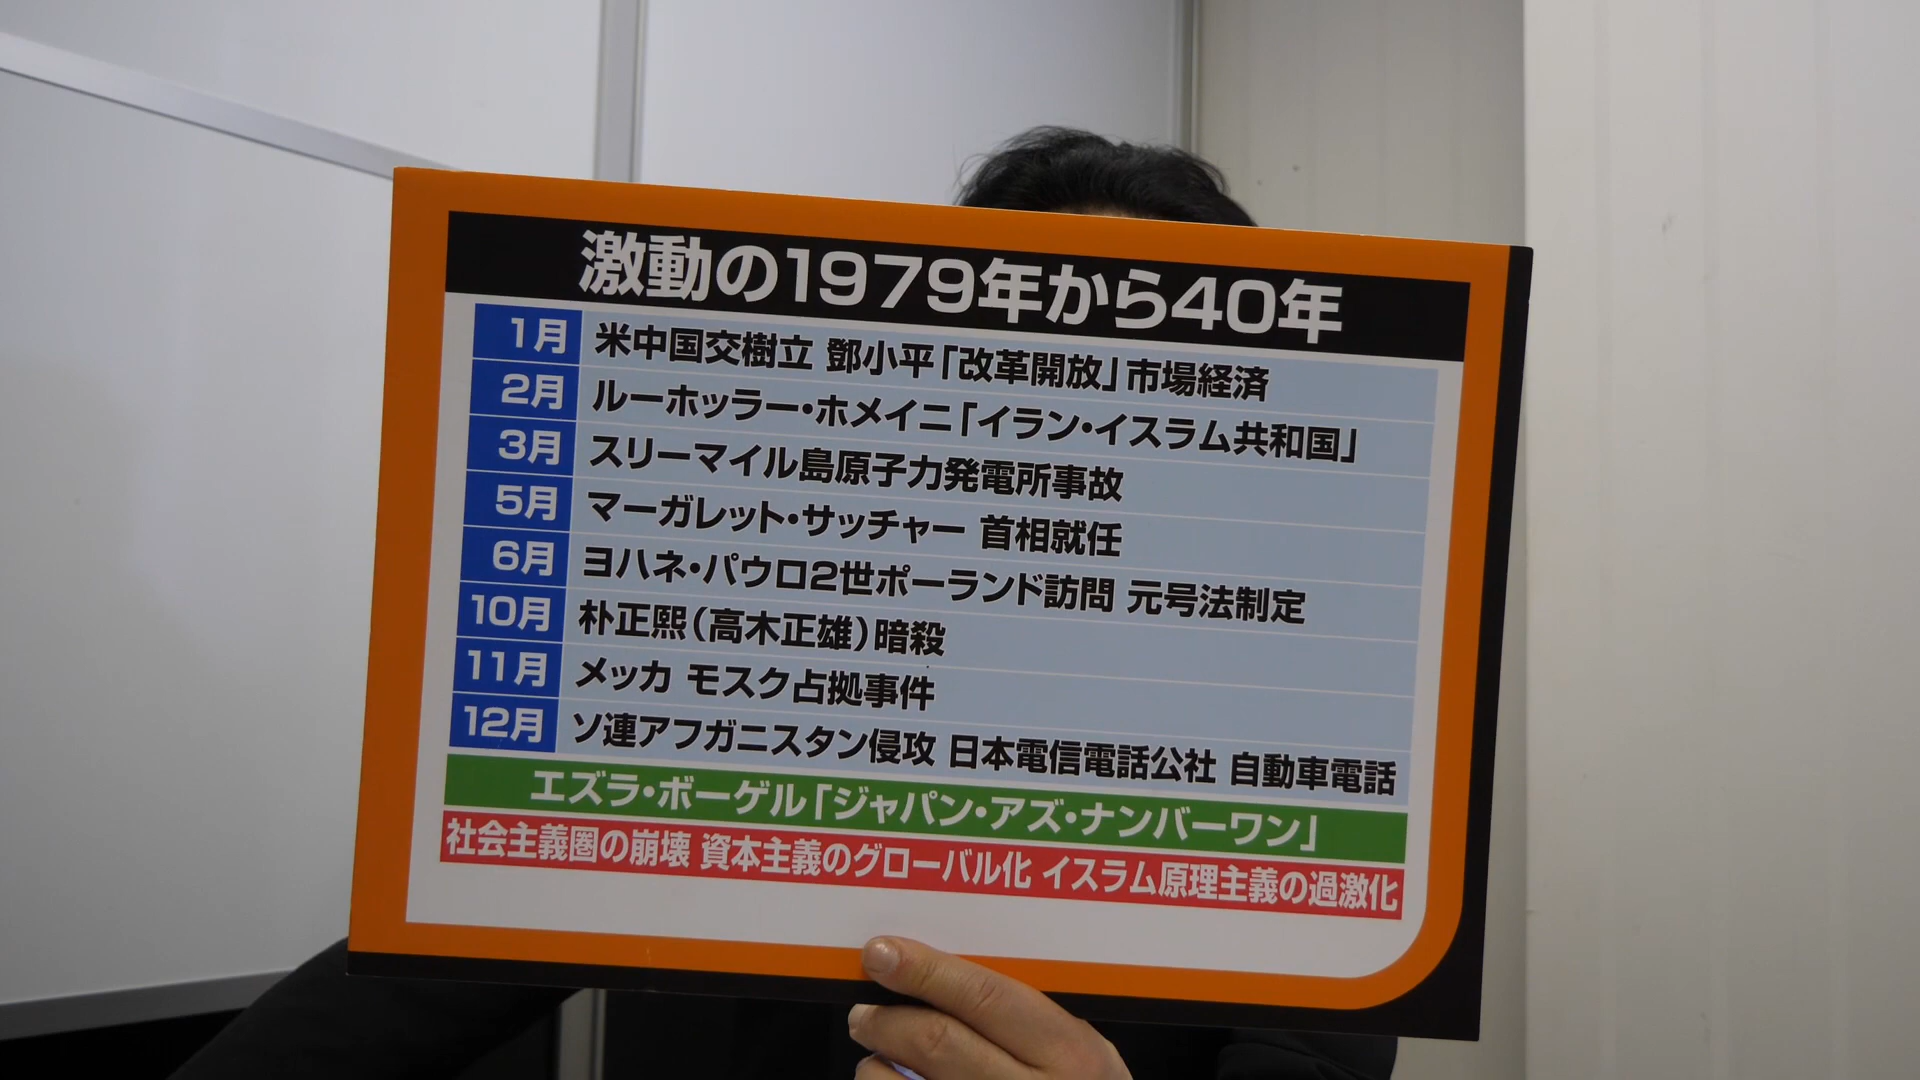 激動の1979年から40年
1月 米中国交樹立 鄧小平「改革開放」市場経済
2月 ルーホッラー・ホメイニ「イラン・イスラム共和国」
3月 スリーマイル島原子力発電所事故
5月 マーガレット・サッチャー 首相就任
6月 ヨハネ・パウロ2世ポーランド訪問 元号法制定
10月 朴正熙（高木正雄）暗殺
11月 メッカ モスク占拠事件
12月 ソ連アフガニスタン侵攻 日本電信電話公社 自動車電話
エズラ・ボーゲル「ジャパン・アズ・ナンバーワン」
社会主義圏の崩壊 資本主義のグローバル化 イスラム原理主義の過激化